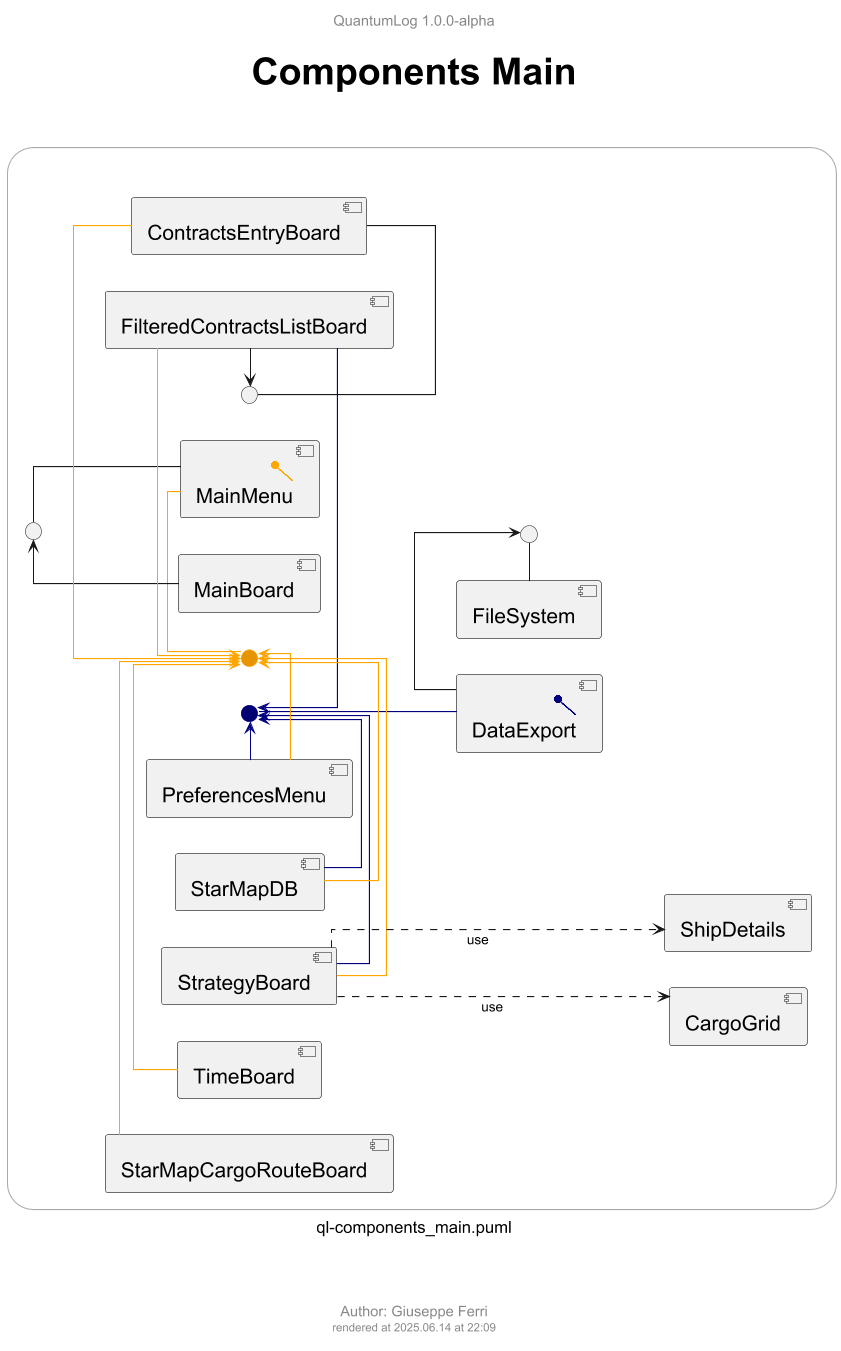 QuantumLog 1.0.0-alpha
Components Main
ContractsEntryBoard
FilteredContractsListBoard
MainMenu
MainBoard
FileSystem
DataExport
PreferencesMenu
StarMapDB
ShipDetails
use
StrategyBoard
use
CargoGrid
TimeBoard
StarMapCargoRouteBoard
ql-components_main.puml
Author: Giuseppe Ferri
rendered at 2025.06.14 at 22:09